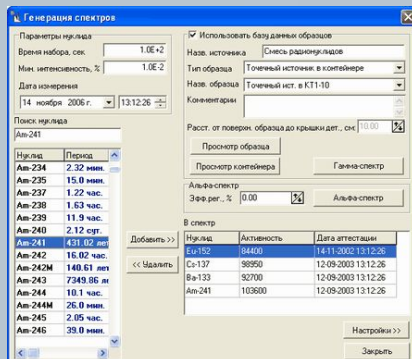 Генерация спектров
Параметры нуклида
Время набора, сек 1.0E+2
Мин. интенсивность, % 1.0E-2
Дата измерения
14 ноября 2006 г. 13:12:26
Поиск нуклида
Am-241
Нуклид Период
Am-234 2.32 мин.
Am-235 15.0 мин.
Am-237 1.22 час.
Am-238 1.63 час.
Am-239 11.9 час.
Am-240 2.12 сут.
Am-241 431.02 лет
Am-242 16.02 час.
Am-242M 140.61 лет
Am-243 7349.86 ле
Am-244 10.1 час.
Am-244M 26.0 мин.
Am-245 2.05 час.
Am-246 39.0 мин.
Добавить >>
<< Удалить
Использовать базу данных образцов
Назв. источника Смесь радионуклидов
Тип образца Точечный источник в контейнере
Назв. образца Точечный ист. в КТ1-10
Комментарии
Расст. от поверхн. образца до крышки дет., см: 10.00
Просмотр образца
Просмотр контейнера Гамма-спектр
Альфа-спектр
Эфф.рег., % 0.00 Альфа-спектр
В спектр
Нуклид Активность Дата аттестации
Eu-152 84400 14-11-2002 13:12:26
Cs-137 98950 12-09-2003 13:12:26
Ba-133 92700 12-09-2003 13:12:26
Am-241 103600 12-09-2003 13:12:26
Настройки >>
Закрыть